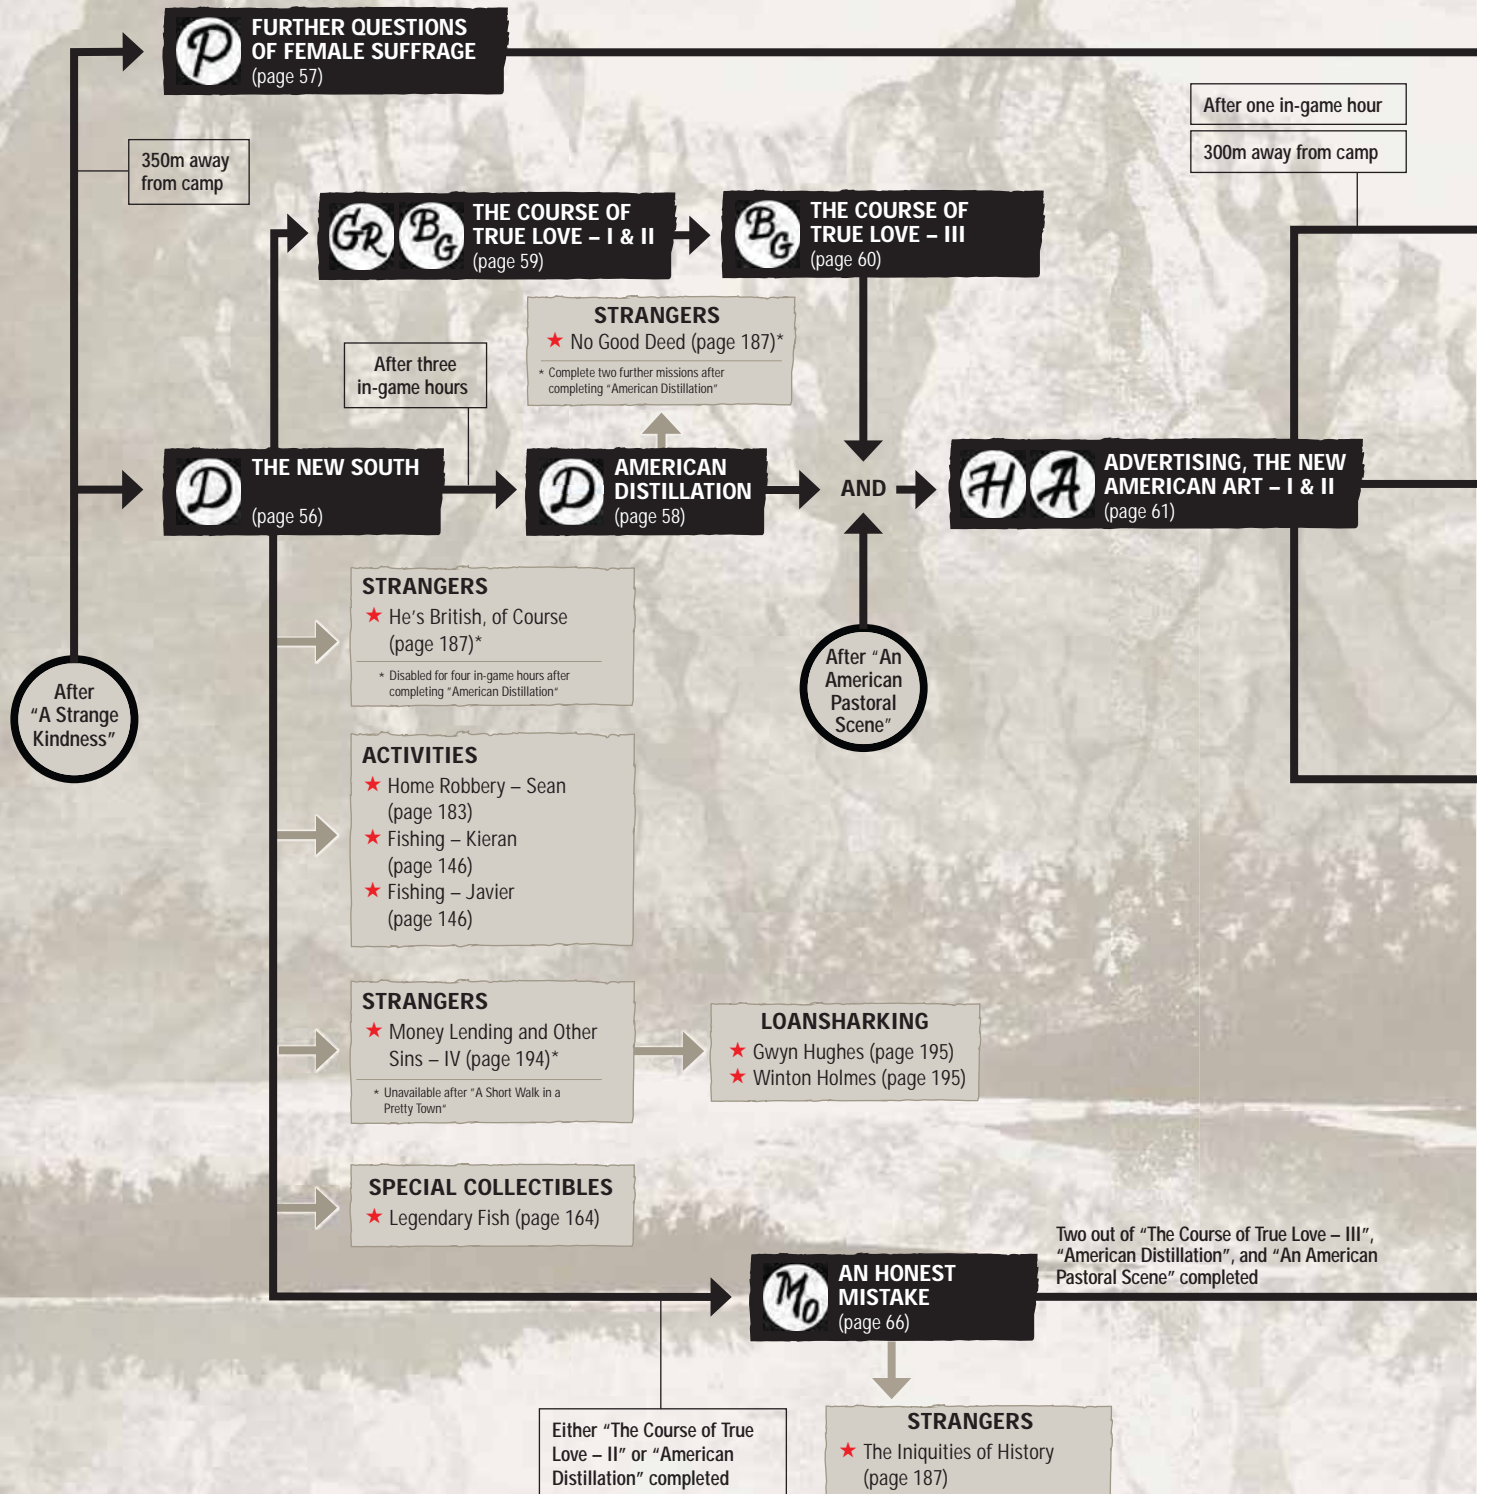 P
FURTHER QUESTIONS
OF FEMALE SUFFRAGE
(page 57)
After one in-game hour
300m away from camp
350m away
from camp
GR
BG
THE COURSE OF
TRUE LOVE – I & II
(page 59)
BG
THE COURSE OF
TRUE LOVE – III
(page 60)
STRANGERS
★ No Good Deed (page 187)*
* Complete two further missions after
completing "American Distillation"
After three
in-game hours
D
THE NEW SOUTH
(page 56)
D
AMERICAN
DISTILLATION
(page 58)
AND
H
A
ADVERTISING, THE NEW
AMERICAN ART – I & II
(page 61)
STRANGERS
★ He's British, of Course
(page 187)*
* Disabled for four in-game hours after
completing "American Distillation"
After "An
American
Pastoral
Scene"
After
"A Strange
Kindness"
ACTIVITIES
★ Home Robbery – Sean
(page 183)
★ Fishing – Kieran
(page 146)
★ Fishing – Javier
(page 146)
STRANGERS
★ Money Lending and Other
Sins – IV (page 194)*
* Unavailable after "A Short Walk in a
Pretty Town"
LOANSHARKING
★ Gwyn Hughes (page 195)
★ Winton Holmes (page 195)
SPECIAL COLLECTIBLES
★ Legendary Fish (page 164)
Mo
AN HONEST
MISTAKE
(page 66)
Two out of "The Course of True Love – III",
"American Distillation", and "An American
Pastoral Scene" completed
Either "The Course of True
Love – II" or "American
Distillation" completed
STRANGERS
★ The Iniquities of History
(page 187)